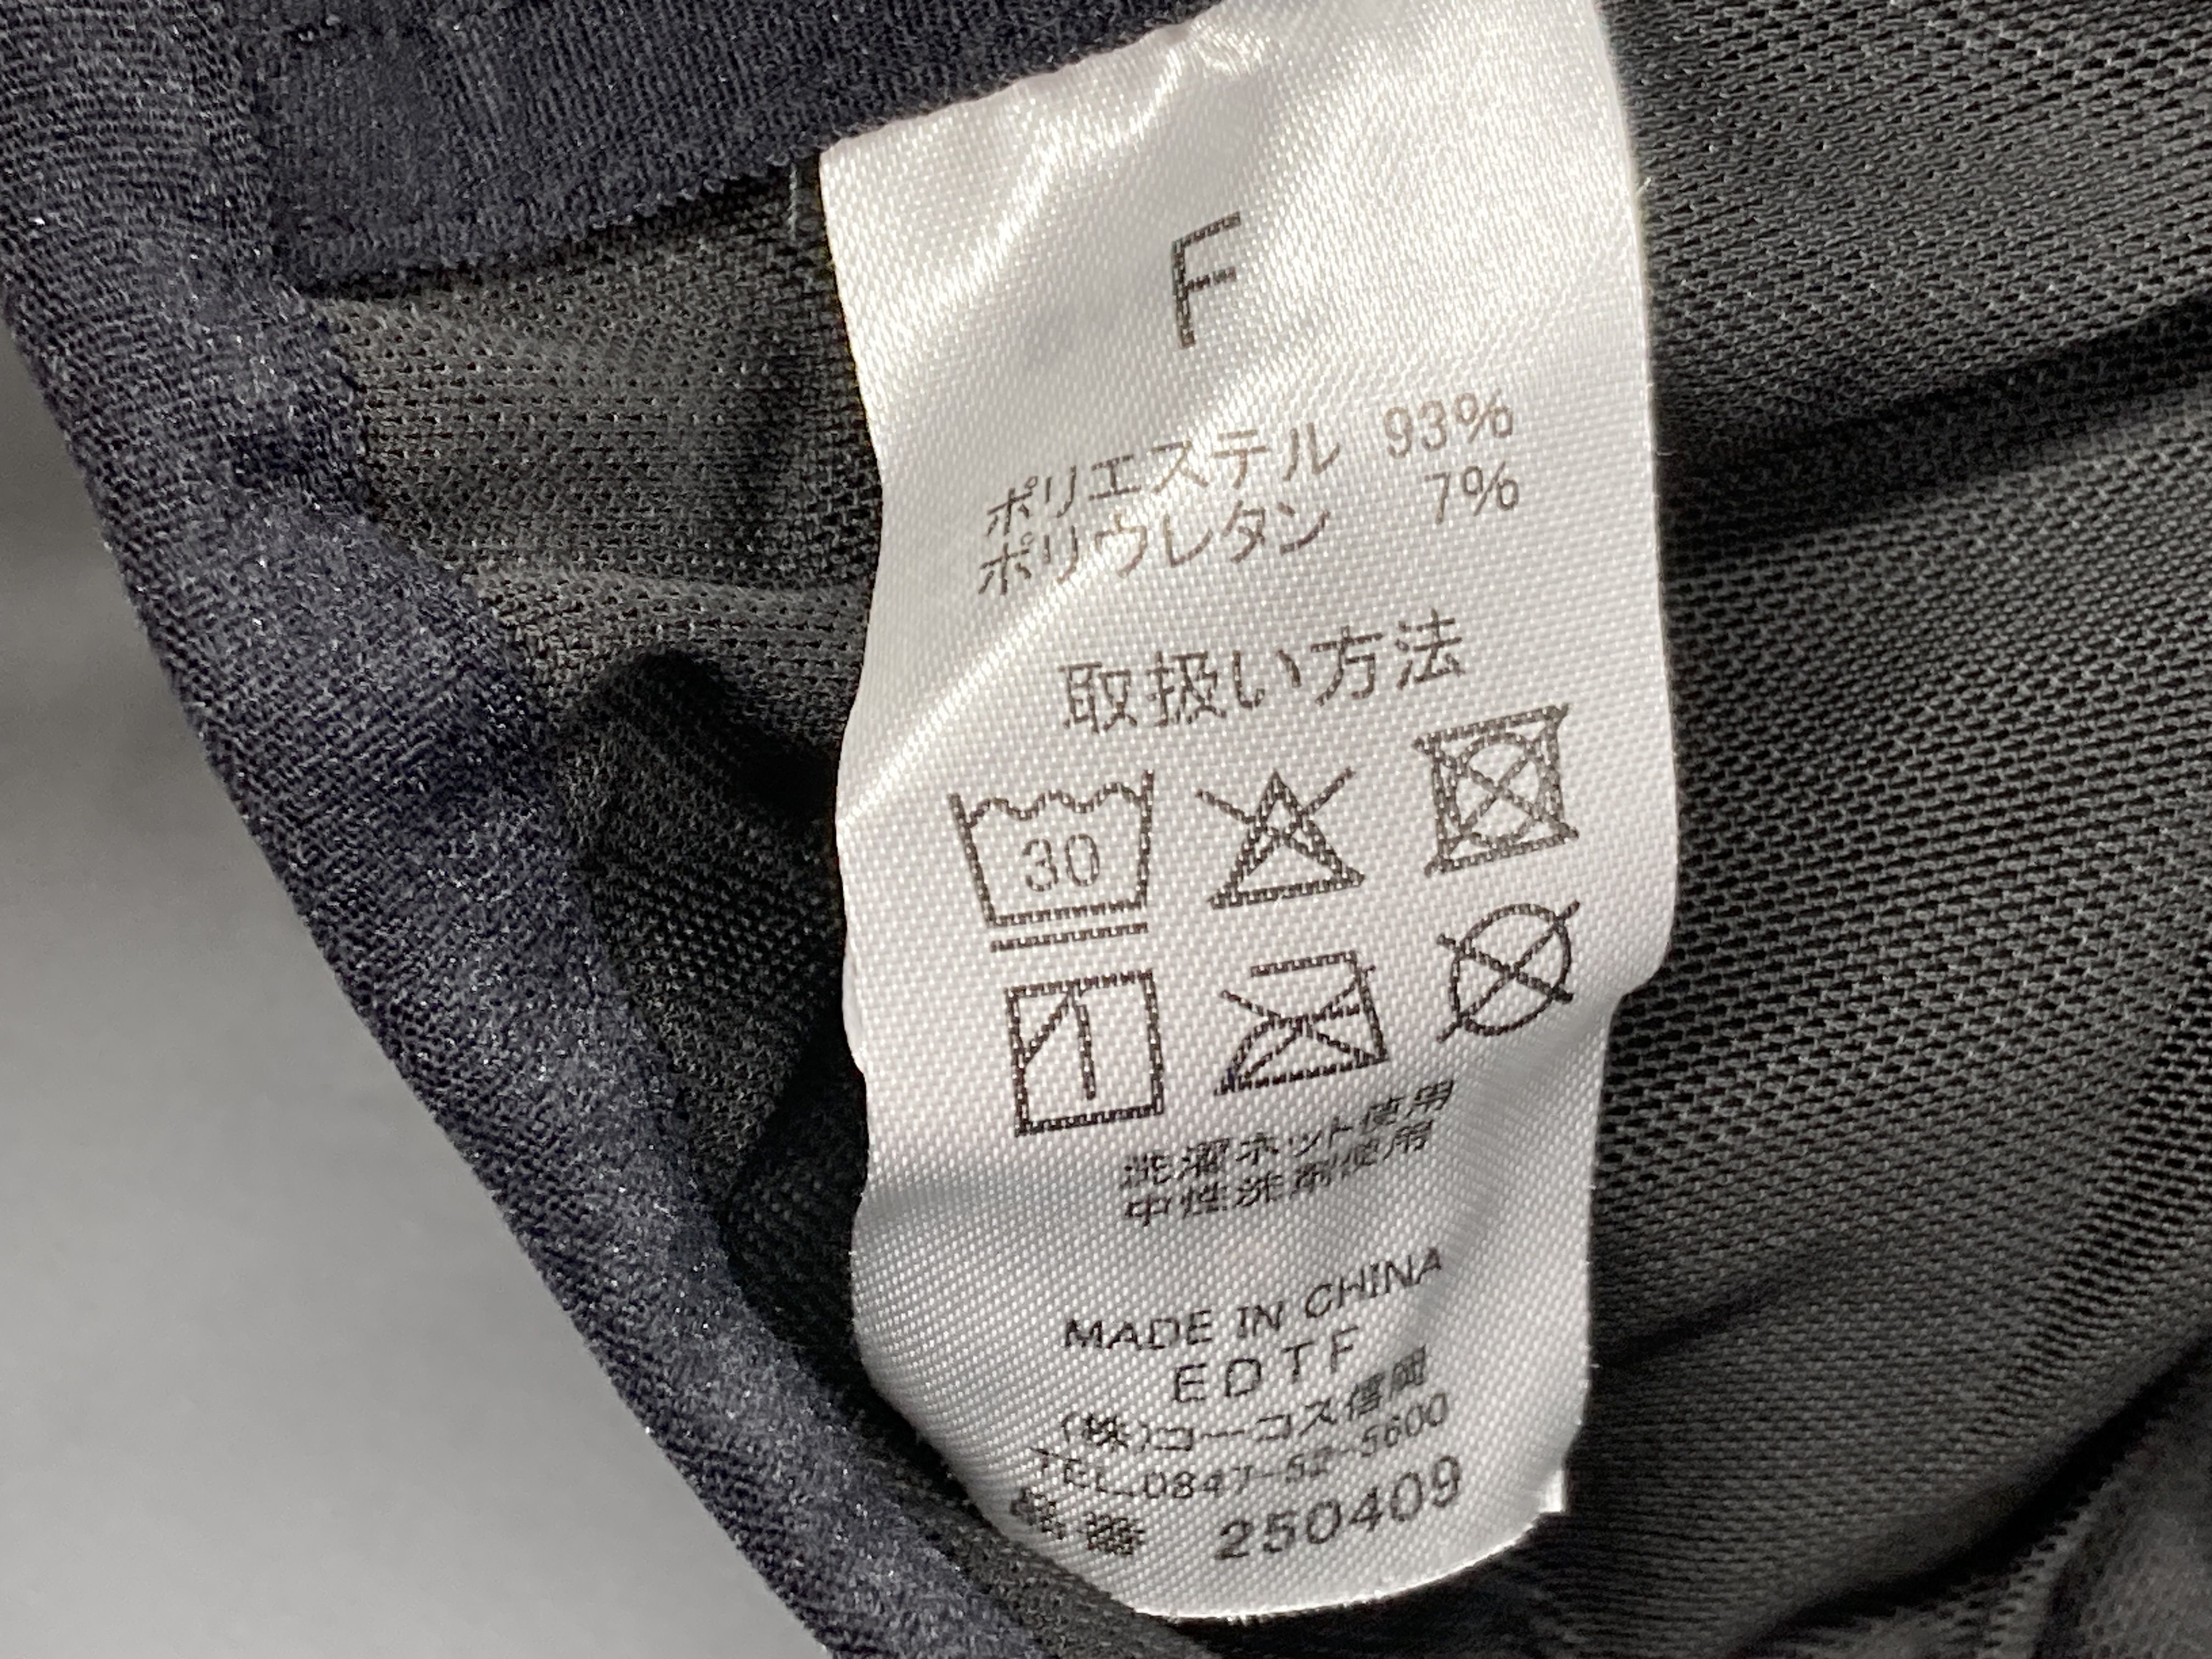 F
ポリエステル 93%
ポリウレタン 7%
取扱い方法
30
洗濯ネット使用
中性洗剤使用
MADE IN CHINA
EDTF
(株)コーコス信岡
TEL 0847-52-5600
250409